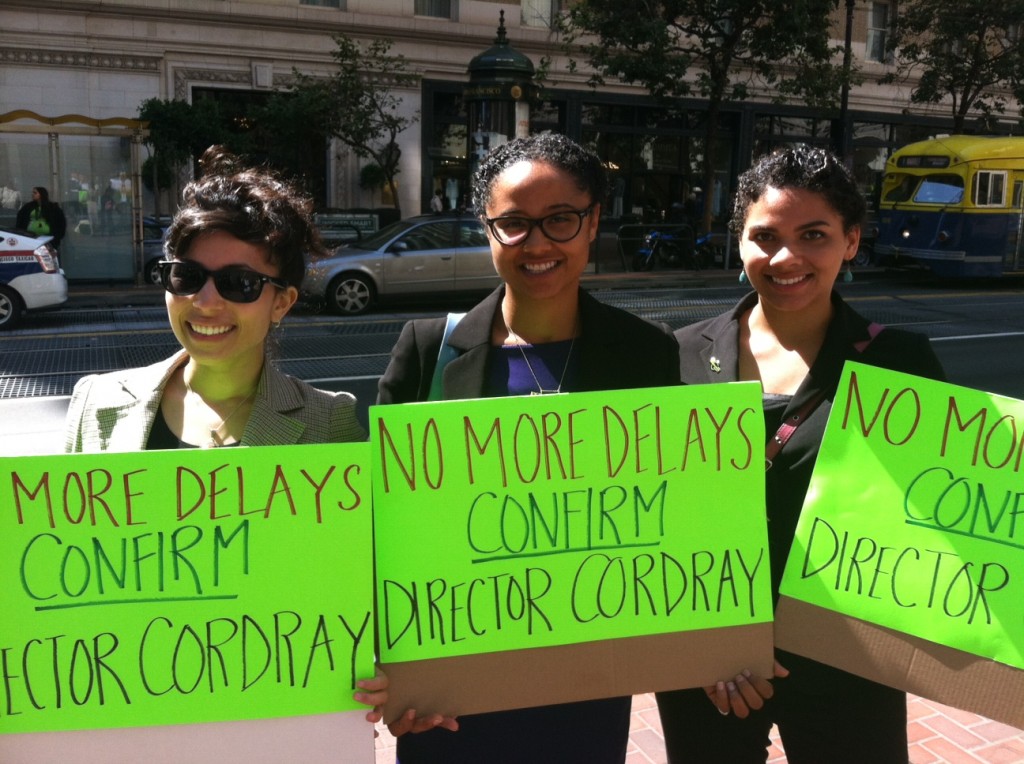 MORE DELAYS
CONFIRM
ECTOR CORDRAY
NO MORE DELAYS
CONFIRM
DIRECTOR CORDRAY
NO MO
CONF
DIRECTOR